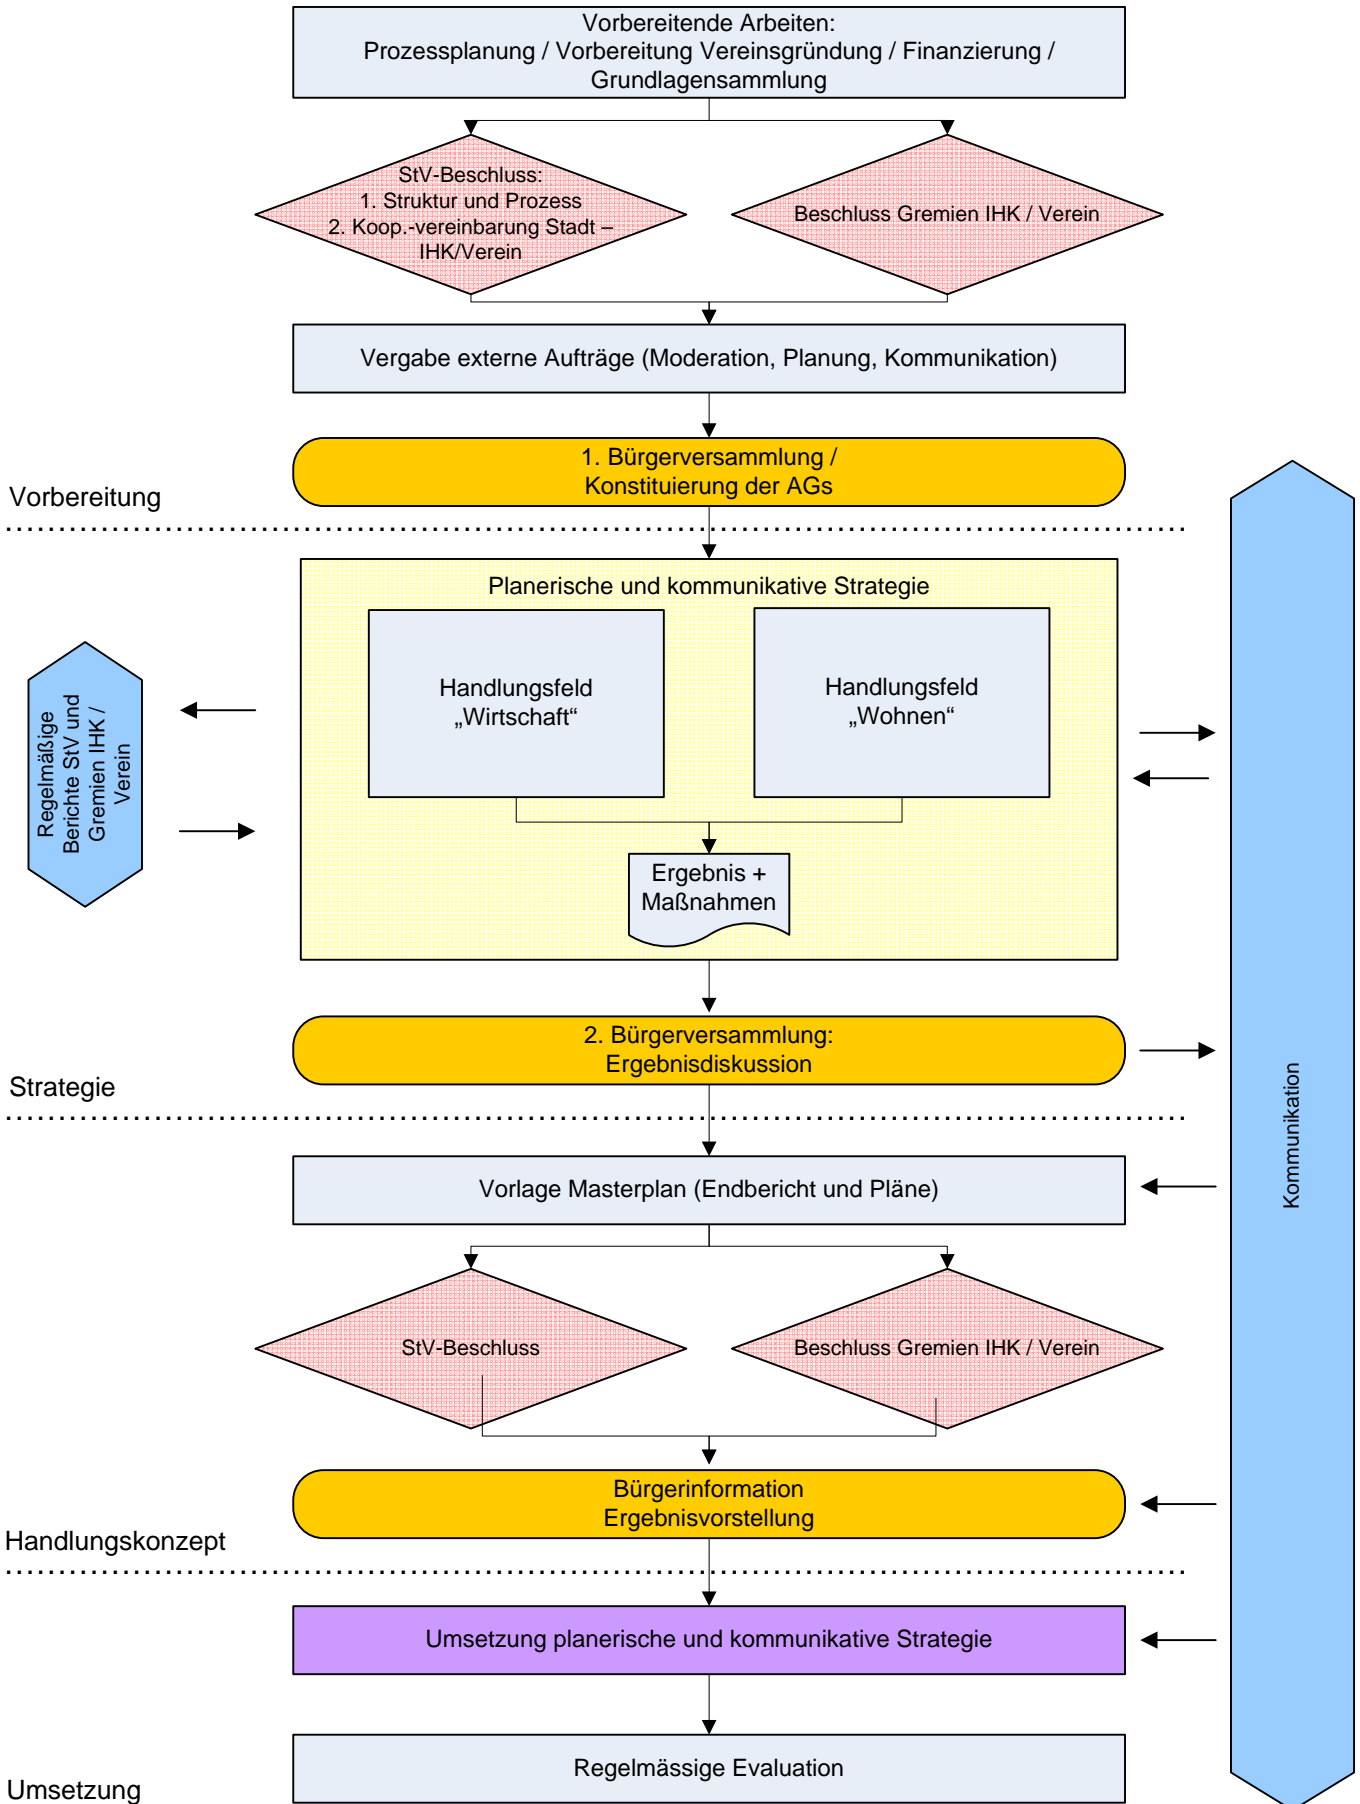 Vorbereitende Arbeiten:
Prozessplanung / Vorbereitung Vereinsgründung / Finanzierung /
Grundlagensammlung
StV-Beschluss:
1. Struktur und Prozess
2. Koop.-vereinbarung Stadt –
IHK/Verein
Beschluss Gremien IHK / Verein
Vergabe externe Aufträge (Moderation, Planung, Kommunikation)
1. Bürgerversammlung /
Konstituierung der AGs
Vorbereitung
Planerische und kommunikative Strategie
Handlungsfeld
„Wirtschaft“
Handlungsfeld
„Wohnen“
Regelmäßige
Berichte StV und
Gremien IHK /
Verein
Ergebnis +
Maßnahmen
2. Bürgerversammlung:
Ergebnisdiskussion
Strategie
Kommunikation
Vorlage Masterplan (Endbericht und Pläne)
StV-Beschluss
Beschluss Gremien IHK / Verein
Bürgerinformation
Ergebnisvorstellung
Handlungskonzept
Umsetzung planerische und kommunikative Strategie
Regelmässige Evaluation
Umsetzung